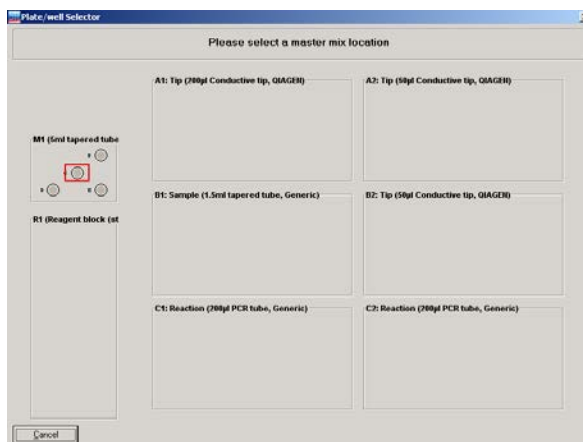 Plate/well Selector
Please select a master mix location
A1: Tip (200µl Conductive tip, QIAGEN)
A2: Tip (50µl Conductive tip, QIAGEN)
M1 (5ml tapered tube
B1: Sample (1.5ml tapered tube, Generic)
B2: Tip (50µl Conductive tip, QIAGEN)
R1 (Reagent block (st
C1: Reaction (200µl PCR tube, Generic)
C2: Reaction (200µl PCR tube, Generic)
Cancel